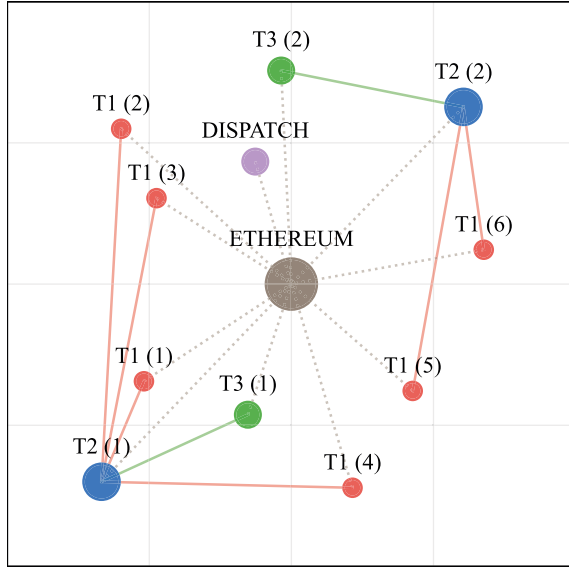 T3 (2)
T2 (2)
T1 (2)
DISPATCH
T1 (3)
T1 (6)
ETHEREUM
T1 (1)
T1 (5)
T3 (1)
T2 (1)
T1 (4)